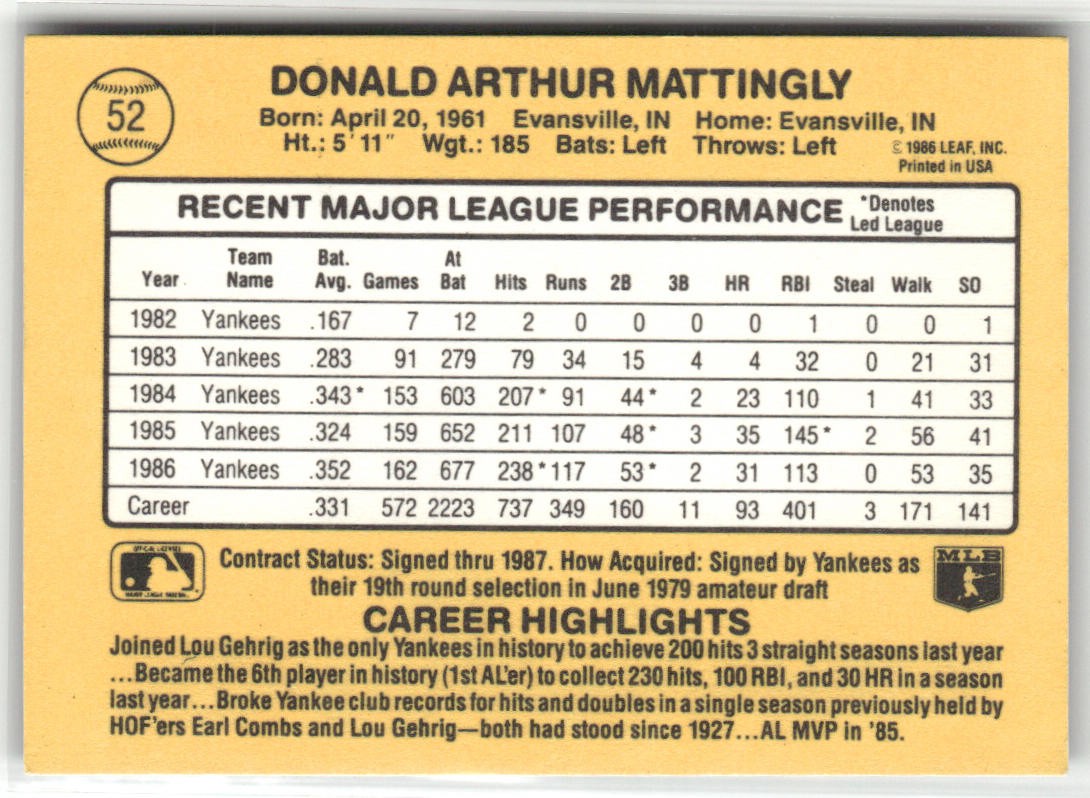 52
DONALD ARTHUR MATTINGLY
Born: April 20, 1961 Evansville, IN Home: Evansville, IN
Ht.: 5' 11" Wgt.: 185 Bats: Left Throws: Left
© 1986 LEAF, INC.
Printed in USA
RECENT MAJOR LEAGUE PERFORMANCE *Denotes Led League
Year Team Name Bat. Avg. Games At Bat Hits Runs 2B 3B HR RBI Steal Walk SO
1982 Yankees .167 7 12 2 0 0 0 0 1 0 0 1
1983 Yankees .283 91 279 79 34 15 4 4 32 0 21 31
1984 Yankees .343* 153 603 207* 91 44* 2 23 110 1 41 33
1985 Yankees .324 159 652 211 107 48* 3 35 145* 2 56 41
1986 Yankees .352 162 677 238* 117 53* 2 31 113 0 53 35
Career .331 572 2223 737 349 160 11 93 401 3 171 141
Contract Status: Signed thru 1987. How Acquired: Signed by Yankees as
their 19th round selection in June 1979 amateur draft
MLB
CAREER HIGHLIGHTS
Joined Lou Gehrig as the only Yankees in history to achieve 200 hits 3 straight seasons last year
...Became the 6th player in history (1st AL'er) to collect 230 hits, 100 RBI, and 30 HR in a season
last year...Broke Yankee club records for hits and doubles in a single season previously held by
HOF'ers Earl Combs and Lou Gehrig—both had stood since 1927...AL MVP in '85.